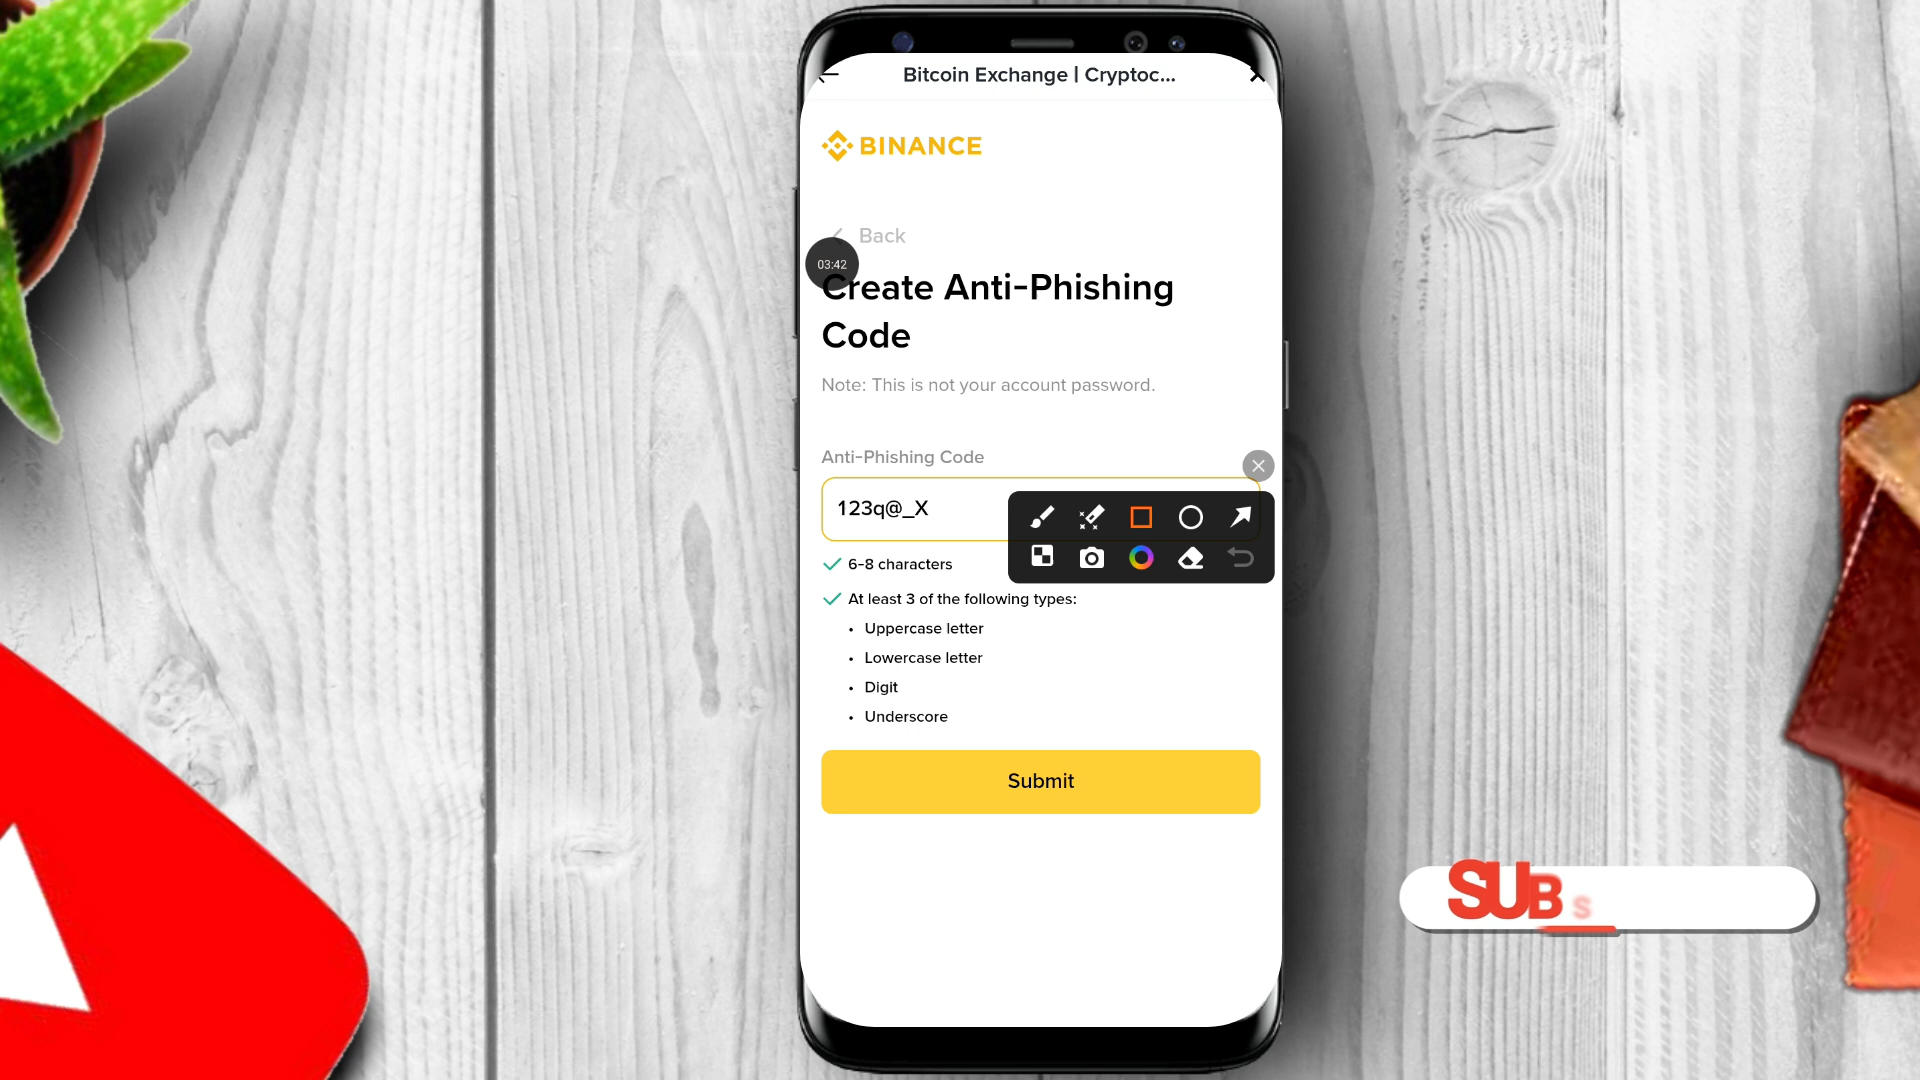 Bitcoin Exchange | Cryptoc...
BINANCE
Back
03:42
Create Anti-Phishing
Code
Note: This is not your account password.
Anti-Phishing Code
123q@_X
6-8 characters
At least 3 of the following types:
• Uppercase letter
• Lowercase letter
• Digit
• Underscore
Submit
SUBS